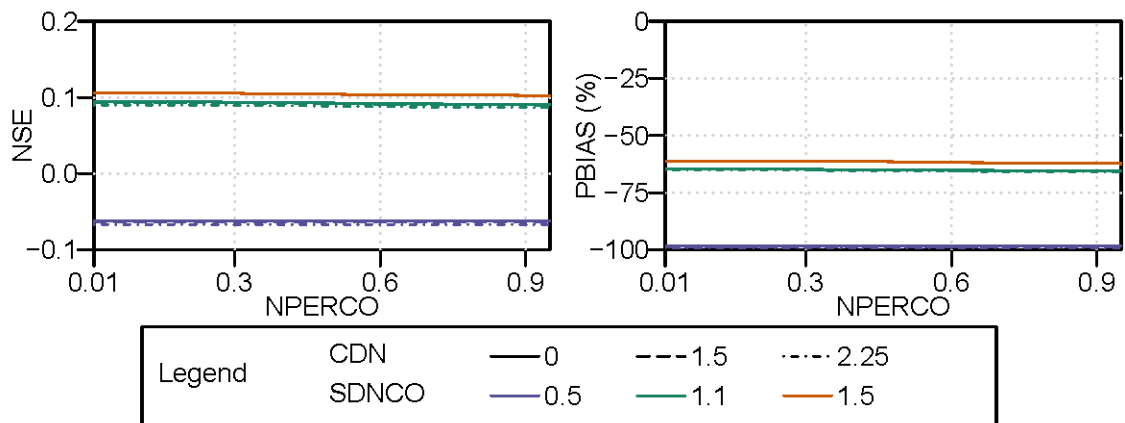 0.2
0.1
0.0
−0.1
NSE
0.01 0.3 0.6 0.9
NPERCO
0
−25
−50
−75
−100
PBIAS (%)
0.01 0.3 0.6 0.9
NPERCO
Legend
CDN 0 1.5 2.25
SDNCO 0.5 1.1 1.5